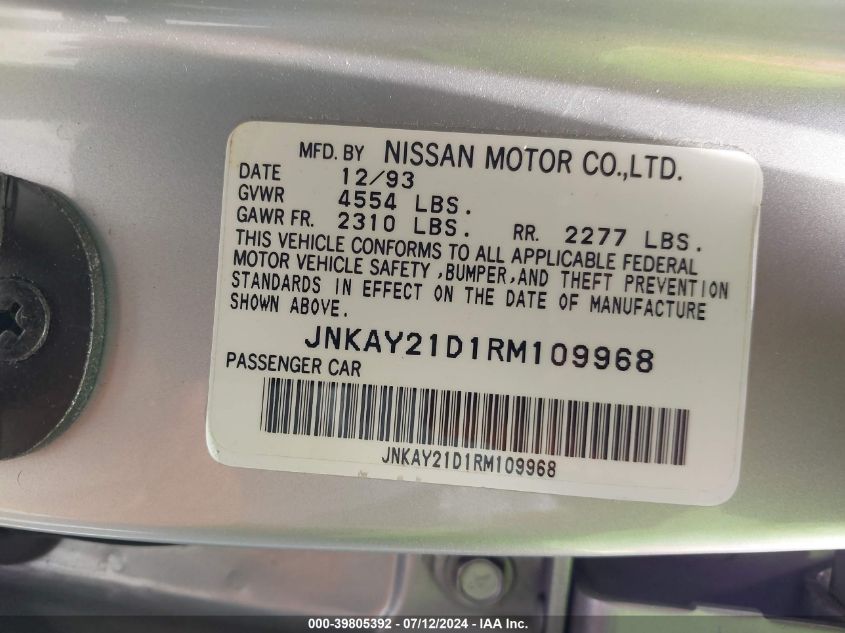 MFD. BY NISSAN MOTOR CO.,LTD.
DATE 12/93
GVWR 4554 LBS.
GAWR FR. 2310 LBS. RR. 2277 LBS.
THIS VEHICLE CONFORMS TO ALL APPLICABLE FEDERAL
MOTOR VEHICLE SAFETY ,BUMPER,AND THEFT PREVENTION
STANDARDS IN EFFECT ON THE DATE OF MANUFACTURE
SHOWN ABOVE.
JNKAY21D1RM109968
PASSENGER CAR
JNKAY21D1RM109968
000-39805392 - 07/12/2024 - IAA Inc.